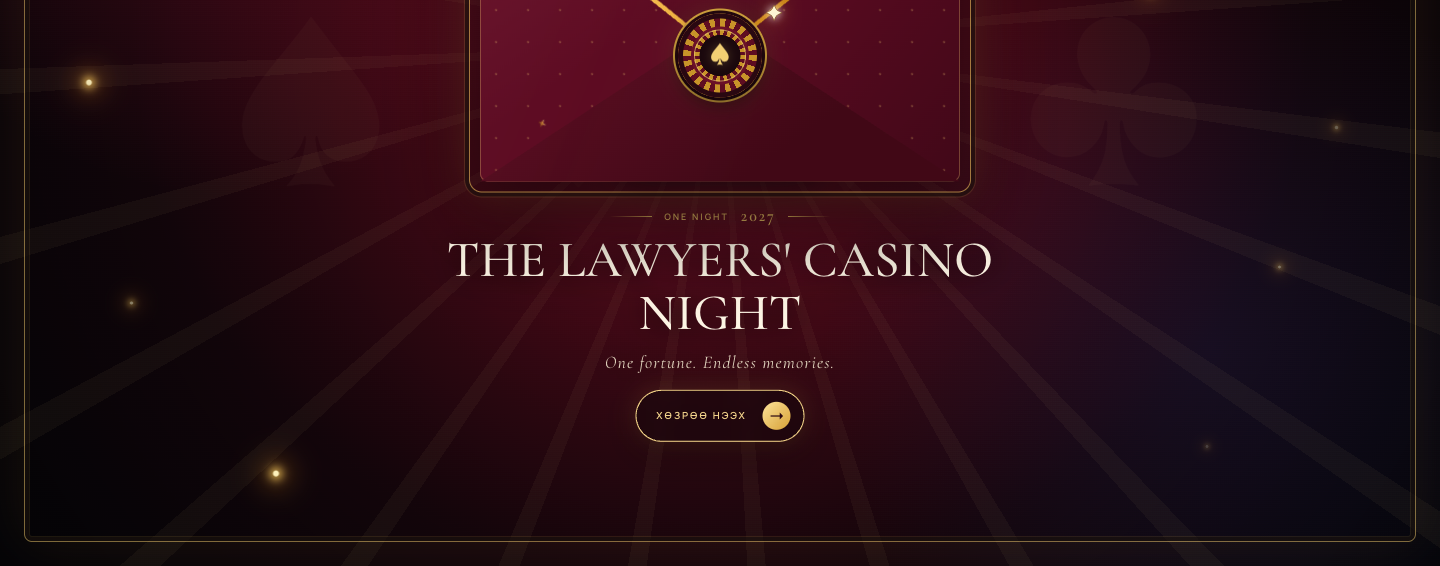 ONE NIGHT 2027
THE LAWYERS' CASINO
NIGHT
One fortune. Endless memories.
ХӨЗРӨӨ НЭЭХ